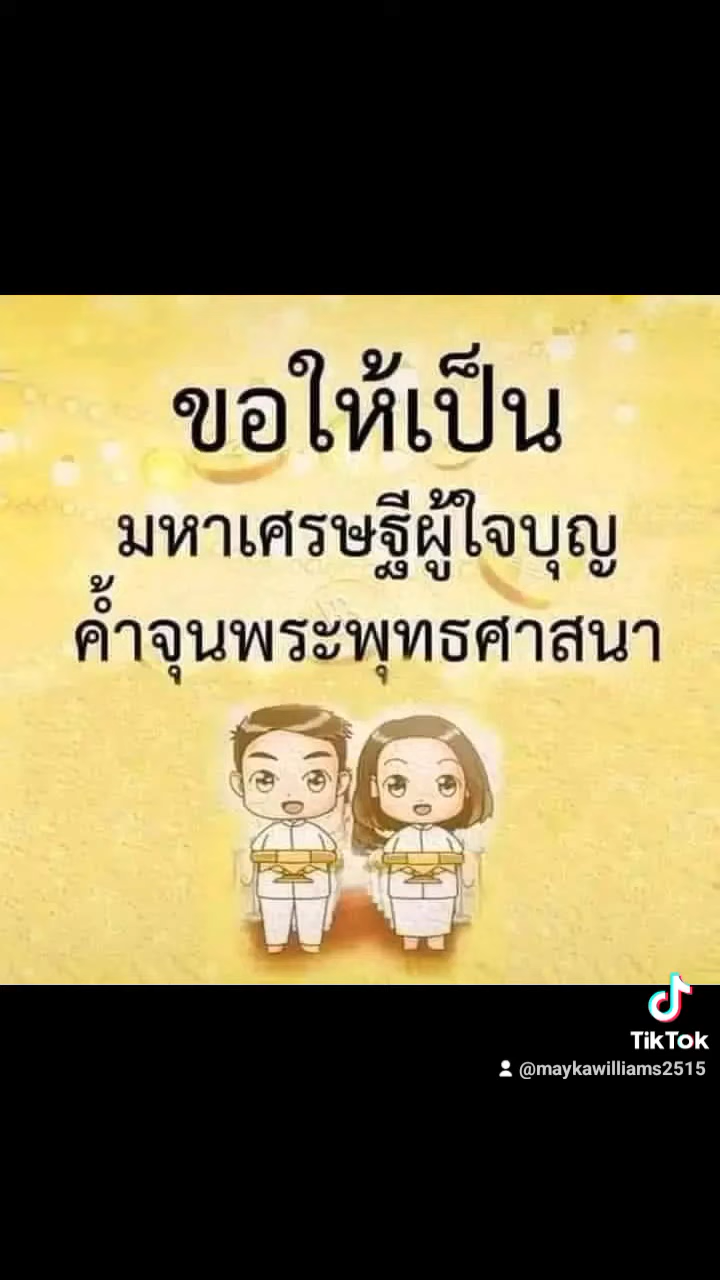 ขอให้เป็น
มหาเศรษฐีผู้ใจบุญ
ค้ำจุนพระพุทธศาสนา
TikTok
@maykawilliams2515